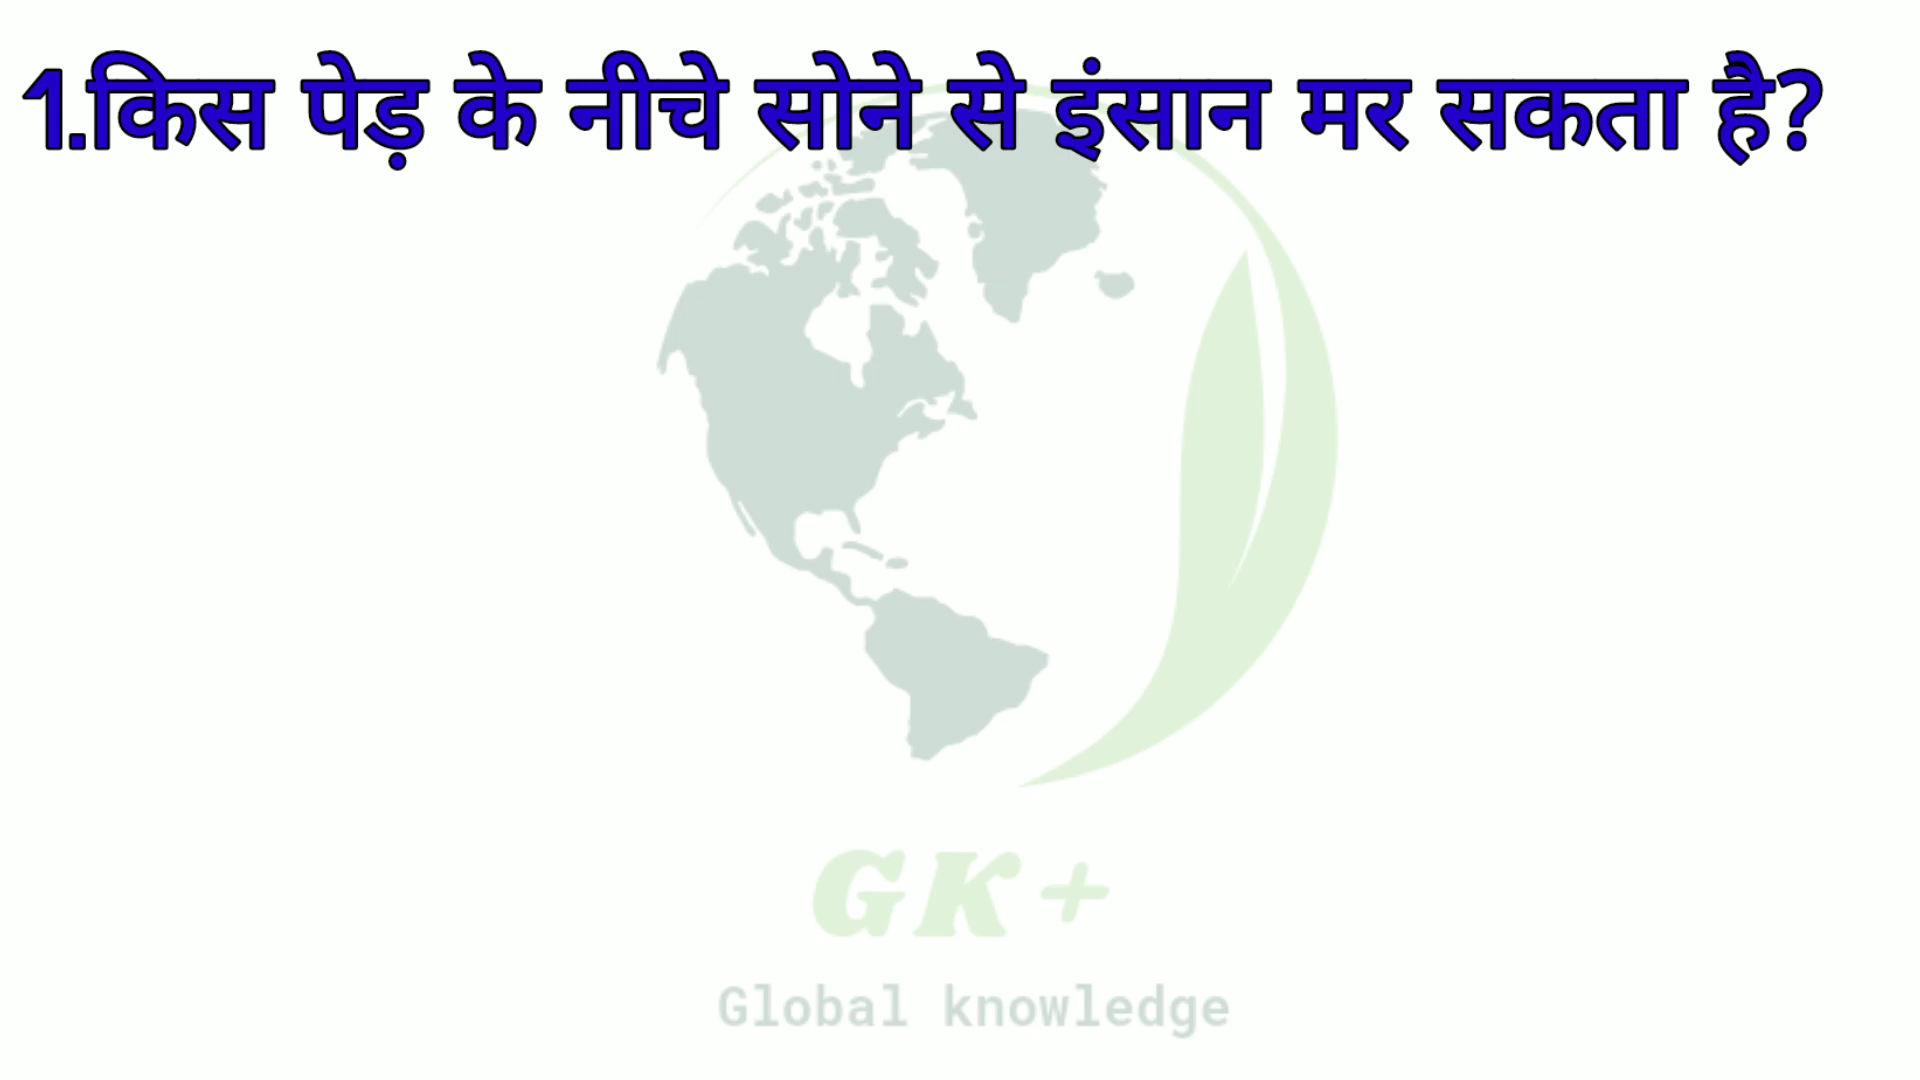 1.किस पेड़ के नीचे सोने से इंसान मर सकता है?
GK+
Global knowledge